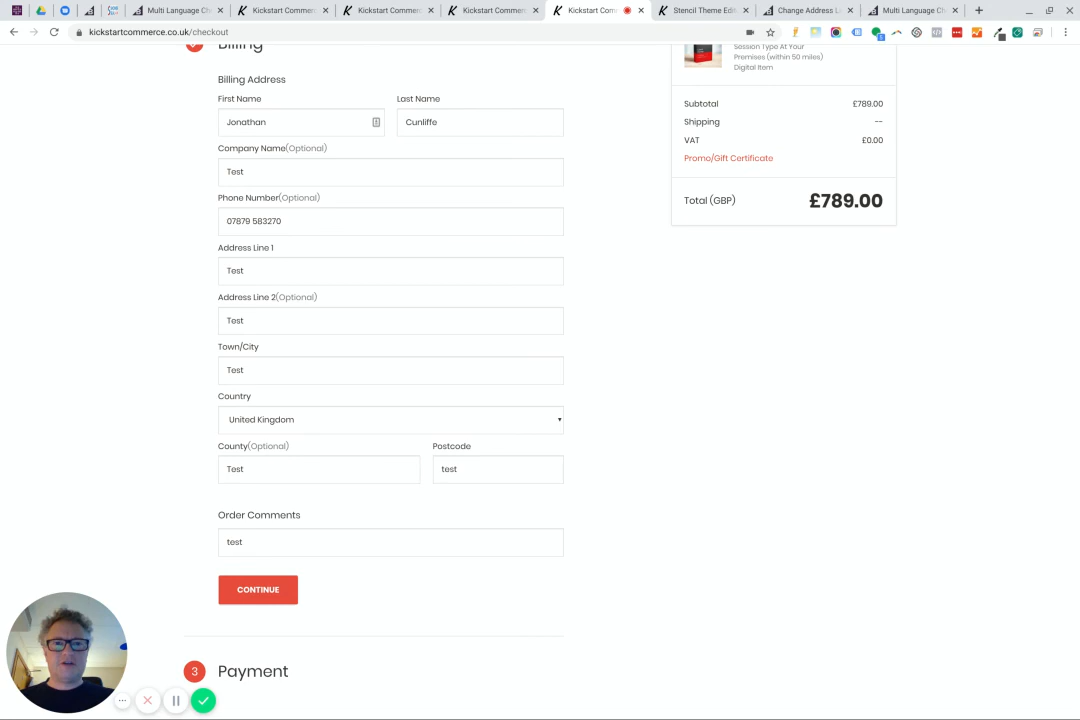 Multi Language Ch
Kickstart Commerc
Kickstart Commerc
Kickstart Commerc
Kickstart Com
Stencil Theme Edit
Change Address L
Multi Language Ch
kickstartcommerce.co.uk/checkout
Billing
Billing Address
First Name
Last Name
Jonathan
Cunliffe
Company Name(Optional)
Test
Phone Number(Optional)
07879 583270
Address Line 1
Test
Address Line 2(Optional)
Test
Town/City
Test
Country
United Kingdom
County(Optional)
Postcode
Test
test
Order Comments
test
CONTINUE
3 Payment
Session Type At Your
Premises (within 50 miles)
Digital Item
Subtotal £789.00
Shipping --
VAT £0.00
Promo/Gift Certificate
Total (GBP) £789.00